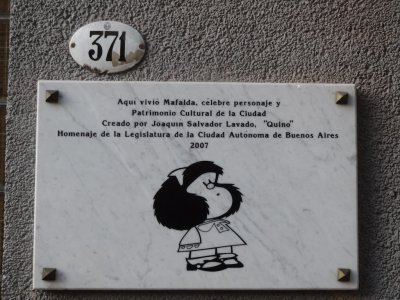 371
Aquí vivió Mafalda, célebre personaje y
Patrimonio Cultural de la Ciudad
Creado por Joaquín Salvador Lavado, "Quino"
Homenaje de la Legislatura de la Ciudad Autónoma de Buenos Aires
2007